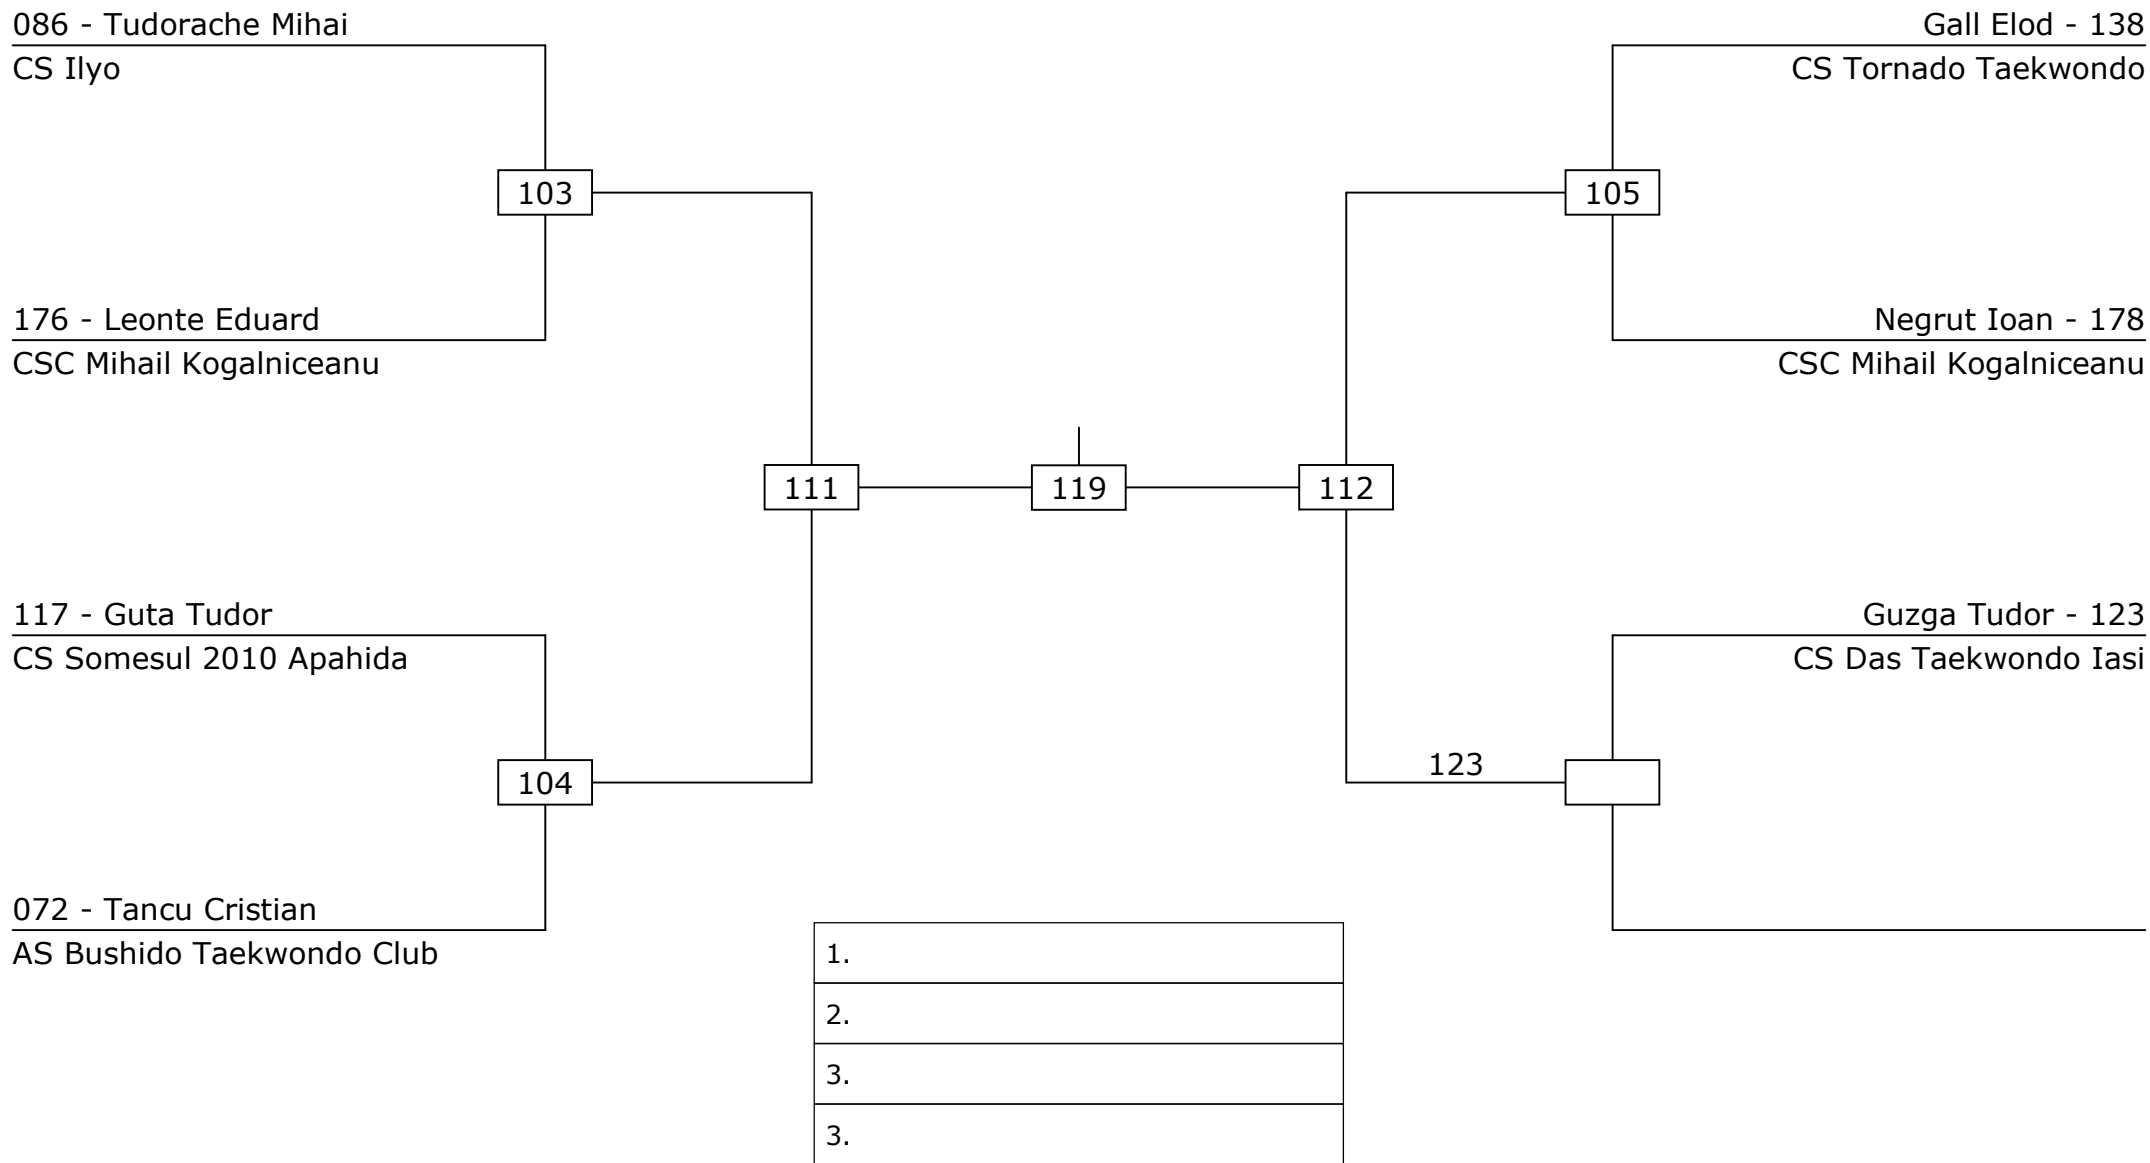 086 - Tudorache Mihai
CS Ilyo
103
176 - Leonte Eduard
CSC Mihail Kogalniceanu
117 - Guta Tudor
CS Somesul 2010 Apahida
104
072 - Tancu Cristian
AS Bushido Taekwondo Club
111
119
112
Gall Elod - 138
CS Tornado Taekwondo
105
Negrut Ioan - 178
CSC Mihail Kogalniceanu
Guzga Tudor - 123
CS Das Taekwondo Iasi
123
1.
2.
3.
3.